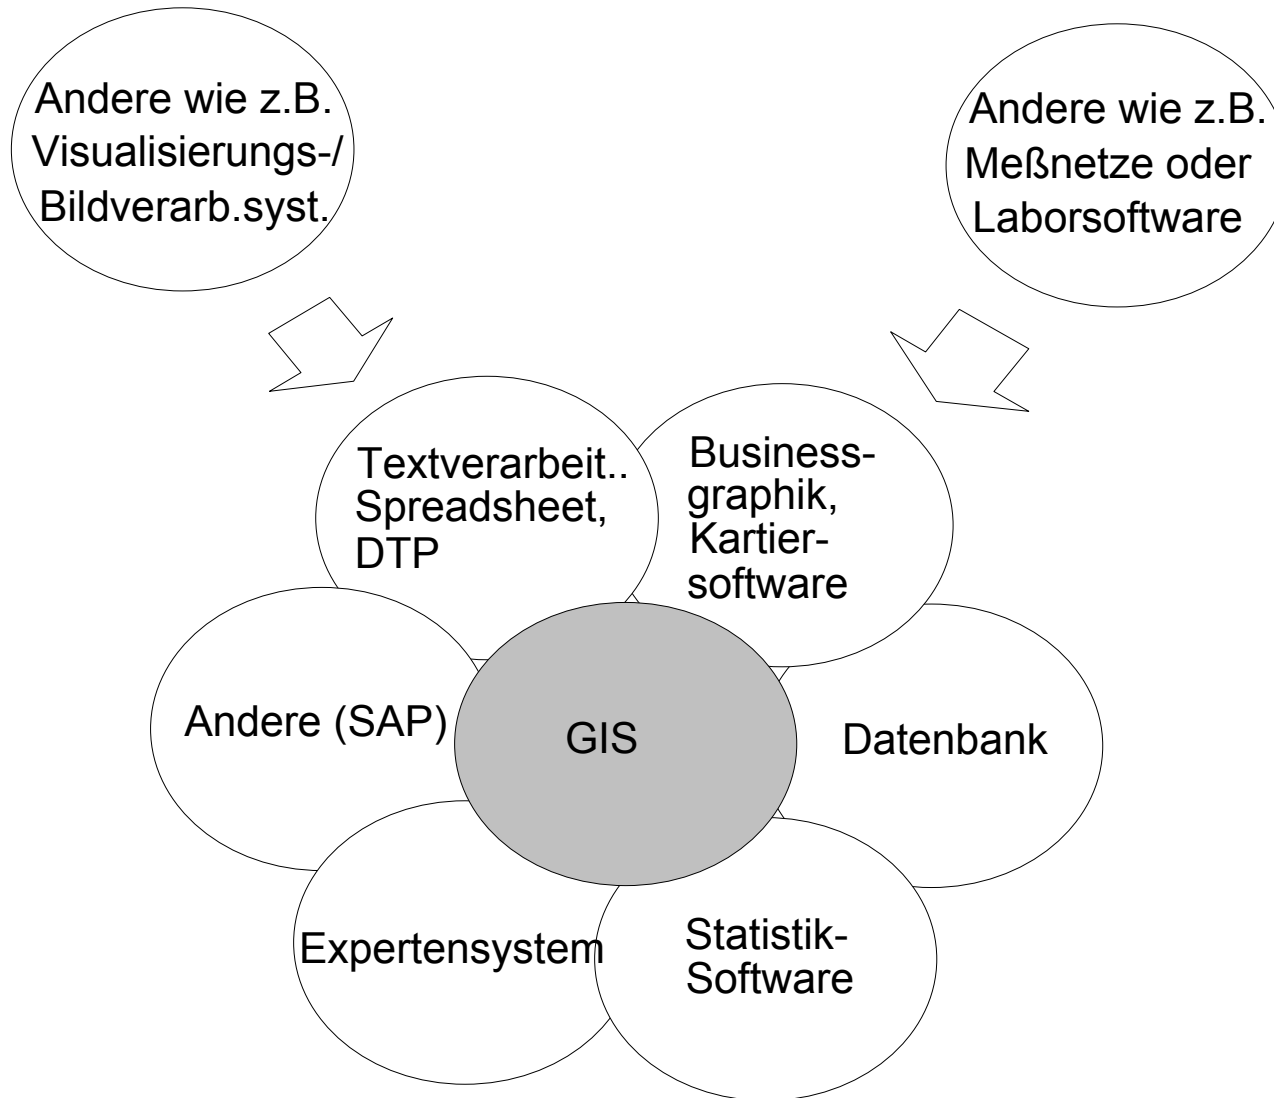 Andere wie z.B.
Visualisierungs-/
Bildverarb.syst.
Andere wie z.B.
Meßnetze oder
Laborsoftware
Textverarbeit..
Spreadsheet,
DTP
Business-
graphik,
Kartier-
software
Andere (SAP)
GIS
Datenbank
Expertensystem
Statistik-
Software